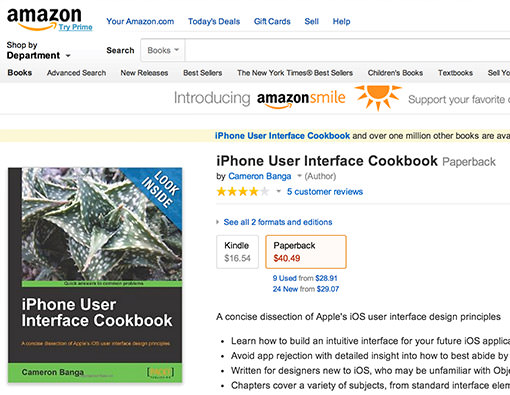 amazon
Try Prime
Your Amazon.com Today's Deals Gift Cards Sell Help
Shop by
Department
Search Books
Books Advanced Search New Releases Best Sellers The New York Times® Best Sellers Children's Books Textbooks Sell Yo
Introducing amazonsmile Support your favorite c
iPhone User Interface Cookbook and over one million other books are ava
LOOK
INSIDE
iPhone User Interface Cookbook Paperback
by Cameron Banga (Author)
5 customer reviews
See all 2 formats and editions
Kindle
$16.54
Paperback
$40.49
9 Used from $28.91
24 New from $29.07
Quick answers to common problems
iPhone User
Interface Cookbook
A concise dissection of Apple's iOS user interface design principles
Cameron Banga
A concise dissection of Apple's iOS user interface design principles
• Learn how to build an intuitive interface for your future iOS applica
• Avoid app rejection with detailed insight into how to best abide by
• Written for designers new to iOS, who may be unfamiliar with Obje
• Chapters cover a variety of subjects, from standard interface elem